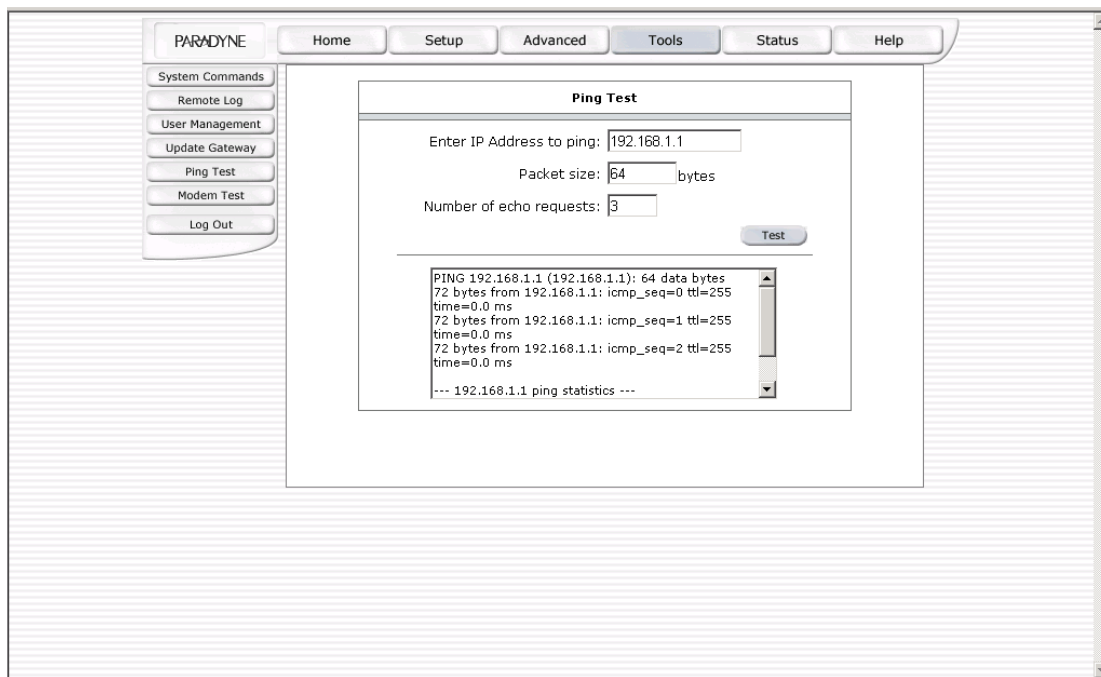 PARADYNE
Home
Setup
Advanced
Tools
Status
Help
System Commands
Remote Log
User Management
Update Gateway
Ping Test
Modem Test
Log Out
Ping Test
Enter IP Address to ping: 192.168.1.1
Packet size: 64 bytes
Number of echo requests: 3
Test
PING 192.168.1.1 (192.168.1.1): 64 data bytes
72 bytes from 192.168.1.1: icmp_seq=0 ttl=255
time=0.0 ms
72 bytes from 192.168.1.1: icmp_seq=1 ttl=255
time=0.0 ms
72 bytes from 192.168.1.1: icmp_seq=2 ttl=255
time=0.0 ms
--- 192.168.1.1 ping statistics ---